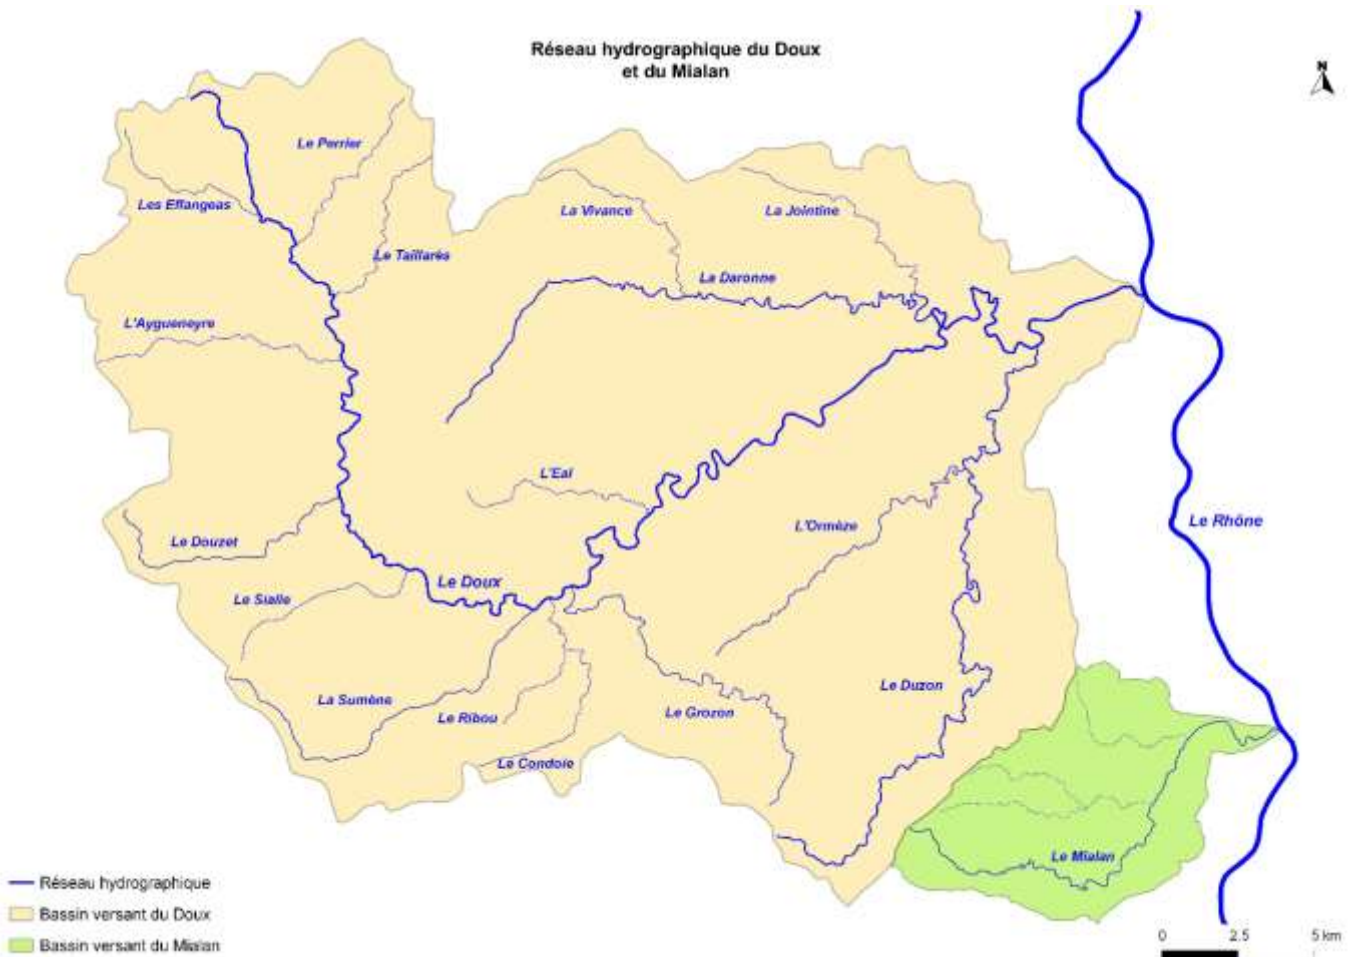 Réseau hydrographique du Doux
et du Mialan
N
Le Perrier
Les Effangeas
La Vivance
La Jointine
Le Taillarès
La Daronne
L'Aygueneyre
L'Eal
Le Rhône
L'Ormèze
Le Douzet
Le Doux
Le Sialle
Le Duzon
La Sumène
Le Ribou
Le Grozon
Le Condoie
Le Mialan
Réseau hydrographique
Bassin versant du Doux
Bassin versant du Mialan
0 2.5 5 km